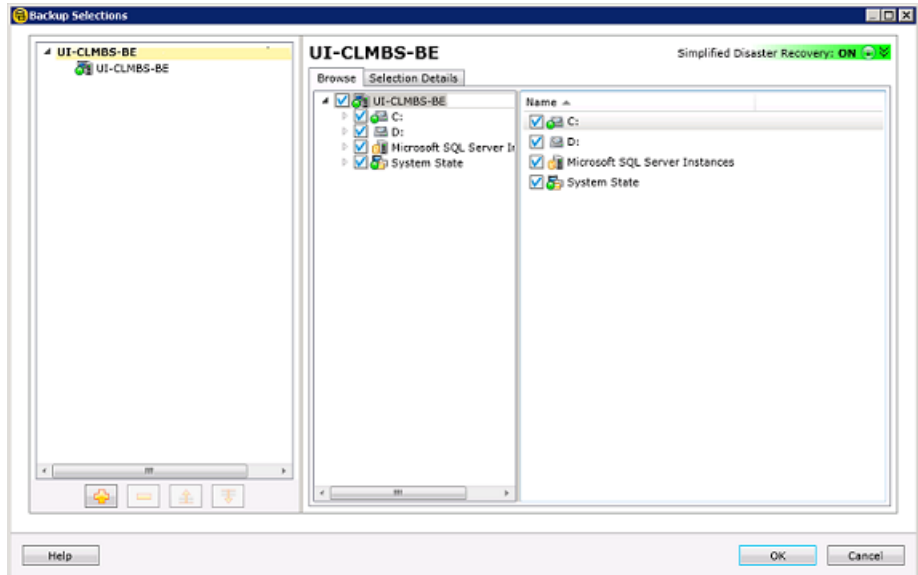 Backup Selections
UI-CLMBS-BE
UI-CLMBS-BE
UI-CLMBS-BE
Simplified Disaster Recovery: ON
Browse
Selection Details
UI-CLMBS-BE
C:
D:
Microsoft SQL Server In
System State
Name
C:
D:
Microsoft SQL Server Instances
System State
Help
OK
Cancel